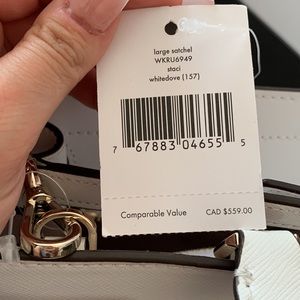 large satchel
WKRU6949
staci
whitedove (157)
7 67883 04655 5
Comparable Value CAD $559.00